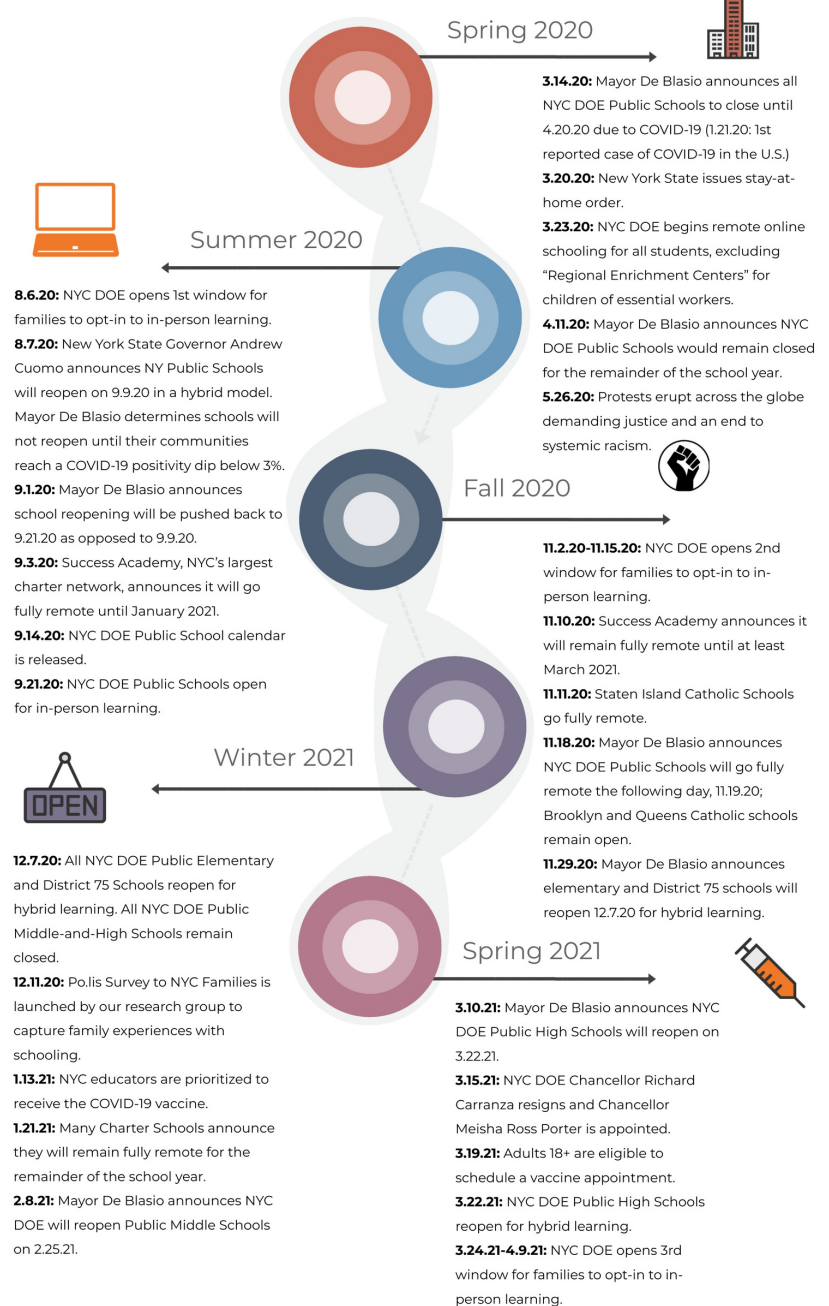 Spring 2020
3.14.20: Mayor De Blasio announces all
NYC DOE Public Schools to close until
4.20.20 due to COVID-19 (1.21.20: 1st
reported case of COVID-19 in the U.S.)
3.20.20: New York State issues stay-at-
home order.
3.23.20: NYC DOE begins remote online
schooling for all students, excluding
“Regional Enrichment Centers” for
children of essential workers.
4.11.20: Mayor De Blasio announces NYC
DOE Public Schools would remain closed
for the remainder of the school year.
5.26.20: Protests erupt across the globe
demanding justice and an end to
systemic racism.
Summer 2020
8.6.20: NYC DOE opens 1st window for
families to opt-in to in-person learning.
8.7.20: New York State Governor Andrew
Cuomo announces NY Public Schools
will reopen on 9.9.20 in a hybrid model.
Mayor De Blasio determines schools will
not reopen until their communities
reach a COVID-19 positivity dip below 3%.
9.1.20: Mayor De Blasio announces
school reopening will be pushed back to
9.21.20 as opposed to 9.9.20.
9.3.20: Success Academy, NYC’s largest
charter network, announces it will go
fully remote until January 2021.
9.14.20: NYC DOE Public School calendar
is released.
9.21.20: NYC DOE Public Schools open
for in-person learning.
Fall 2020
11.2.20-11.15.20: NYC DOE opens 2nd
window for families to opt-in to in-
person learning.
11.10.20: Success Academy announces it
will remain fully remote until at least
March 2021.
11.11.20: Staten Island Catholic Schools
go fully remote.
11.18.20: Mayor De Blasio announces
NYC DOE Public Schools will go fully
remote the following day, 11.19.20;
Brooklyn and Queens Catholic schools
remain open.
11.29.20: Mayor De Blasio announces
elementary and District 75 schools will
reopen 12.7.20 for hybrid learning.
Winter 2021
OPEN
12.7.20: All NYC DOE Public Elementary
and District 75 Schools reopen for
hybrid learning. All NYC DOE Public
Middle-and-High Schools remain
closed.
12.11.20: Po.lis Survey to NYC Families is
launched by our research group to
capture family experiences with
schooling.
1.13.21: NYC educators are prioritized to
receive the COVID-19 vaccine.
1.21.21: Many Charter Schools announce
they will remain fully remote for the
remainder of the school year.
2.8.21: Mayor De Blasio announces NYC
DOE will reopen Public Middle Schools
on 2.25.21.
Spring 2021
3.10.21: Mayor De Blasio announces NYC
DOE Public High Schools will reopen on
3.22.21.
3.15.21: NYC DOE Chancellor Richard
Carranza resigns and Chancellor
Meisha Ross Porter is appointed.
3.19.21: Adults 18+ are eligible to
schedule a vaccine appointment.
3.22.21: NYC DOE Public High Schools
reopen for hybrid learning.
3.24.21-4.9.21: NYC DOE opens 3rd
window for families to opt-in to in-
person learning.